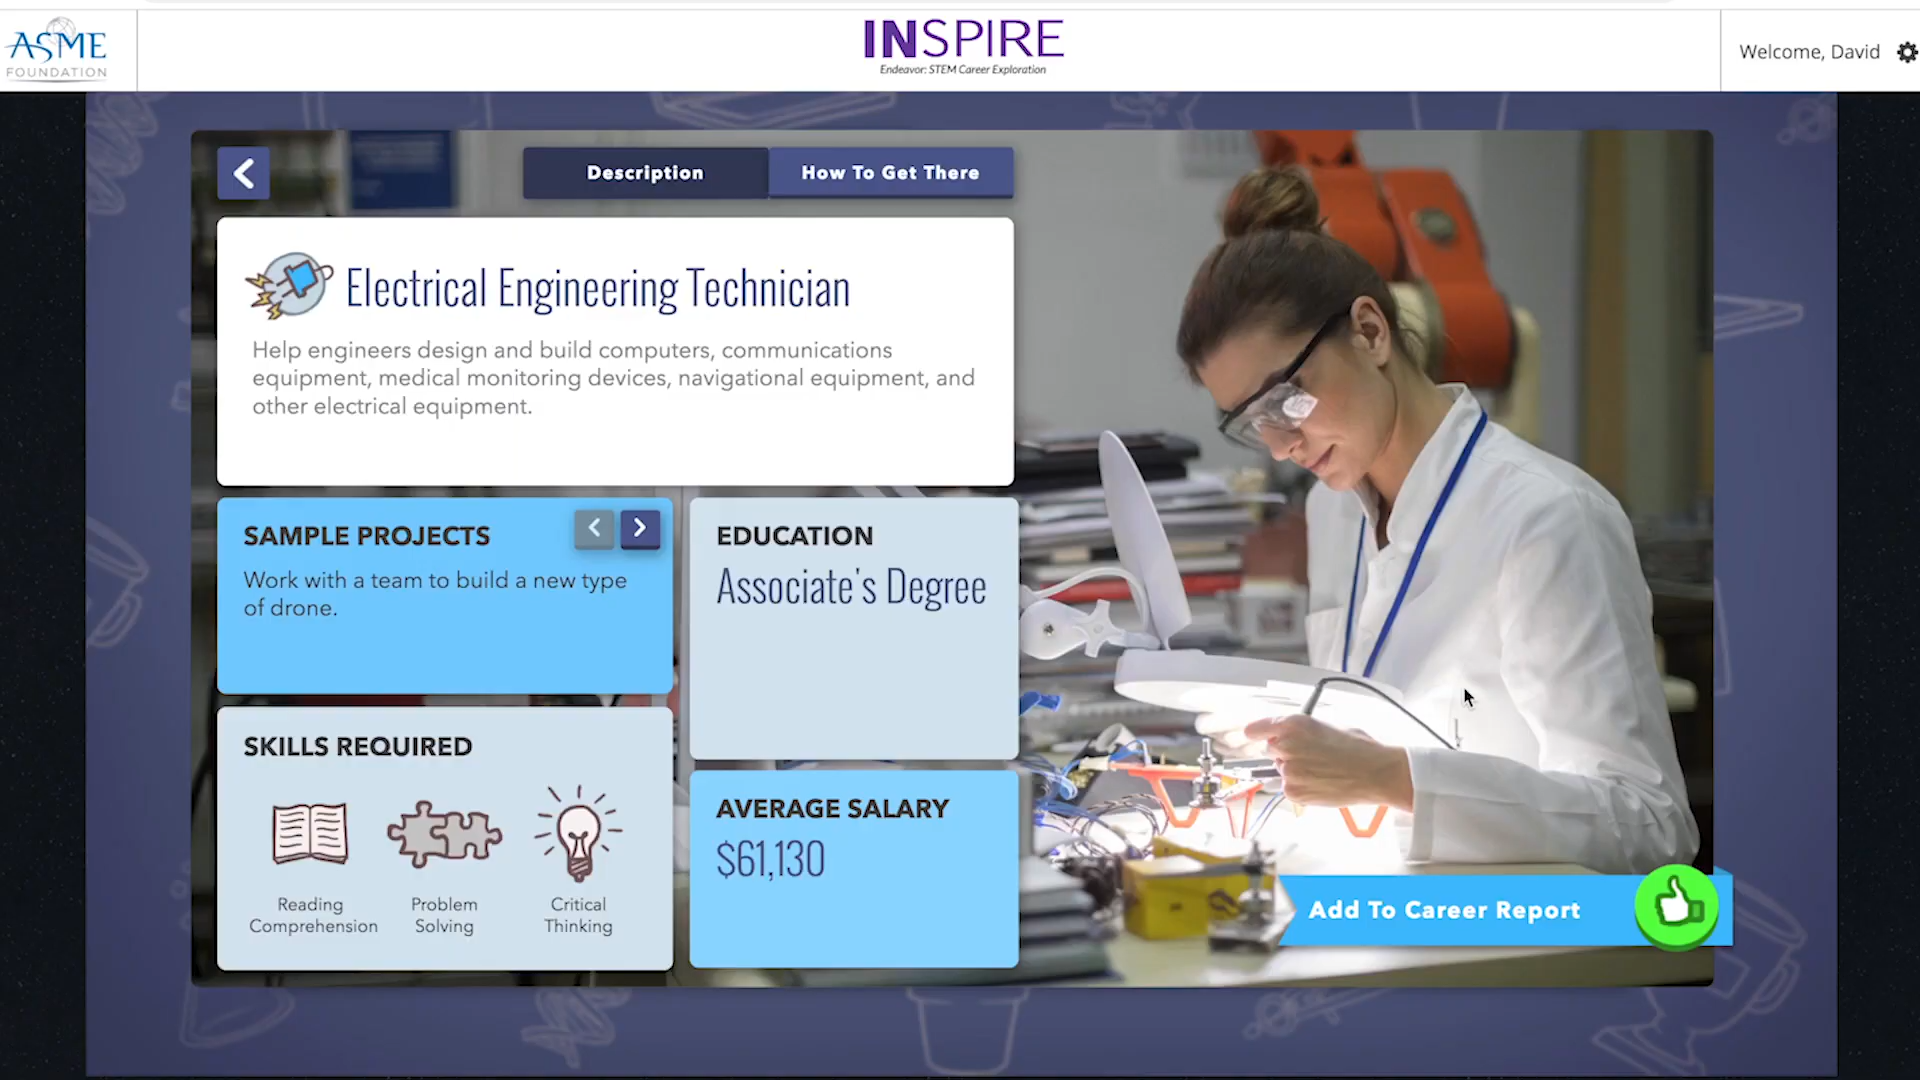 ASME
FOUNDATION
INSPIRE
Endeavor: STEM Career Exploration
Welcome, David
Description
How To Get There
Electrical Engineering Technician
Help engineers design and build computers, communications
equipment, medical monitoring devices, navigational equipment, and
other electrical equipment.
SAMPLE PROJECTS
Work with a team to build a new type
of drone.
EDUCATION
Associate's Degree
SKILLS REQUIRED
Reading
Comprehension
Problem
Solving
Critical
Thinking
AVERAGE SALARY
$61,130
Add To Career Report